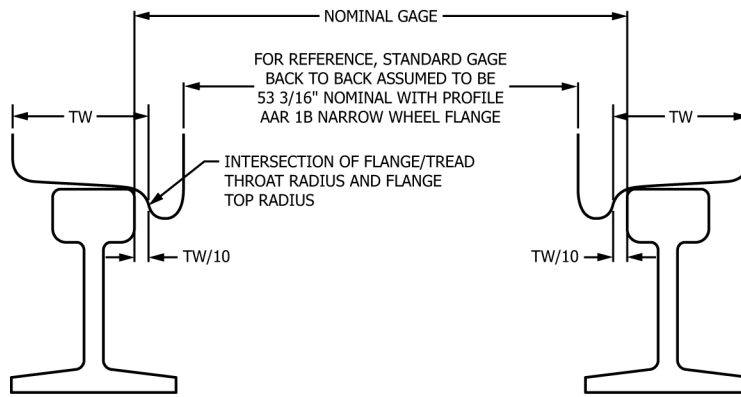 NOMINAL GAGE
FOR REFERENCE, STANDARD GAGE
BACK TO BACK ASSUMED TO BE
53 3/16" NOMINAL WITH PROFILE
AAR 1B NARROW WHEEL FLANGE
TW
TW
INTERSECTION OF FLANGE/TREAD
THROAT RADIUS AND FLANGE
TOP RADIUS
TW/10
TW/10